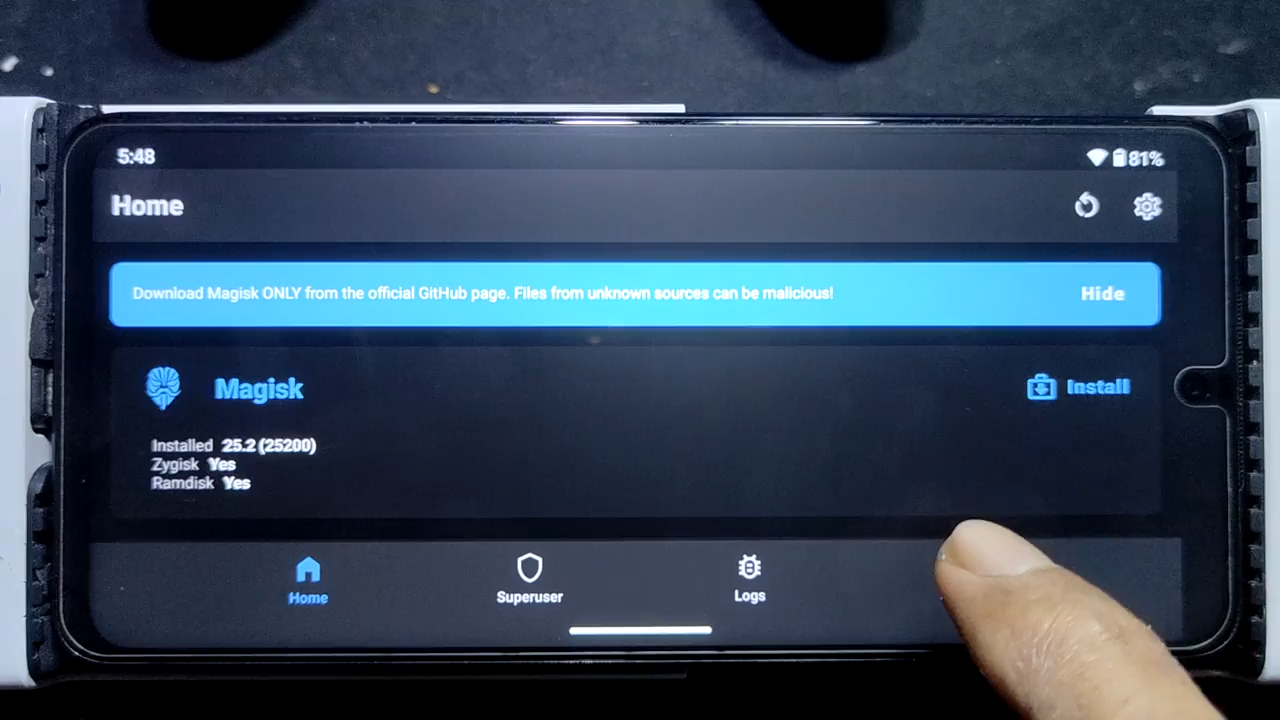 5:48
81%
Home
Download Magisk ONLY from the official GitHub page. Files from unknown sources can be malicious!
Hide
Magisk
Install
Installed 25.2 (25200)
Zygisk Yes
Ramdisk Yes
Home
Superuser
Logs